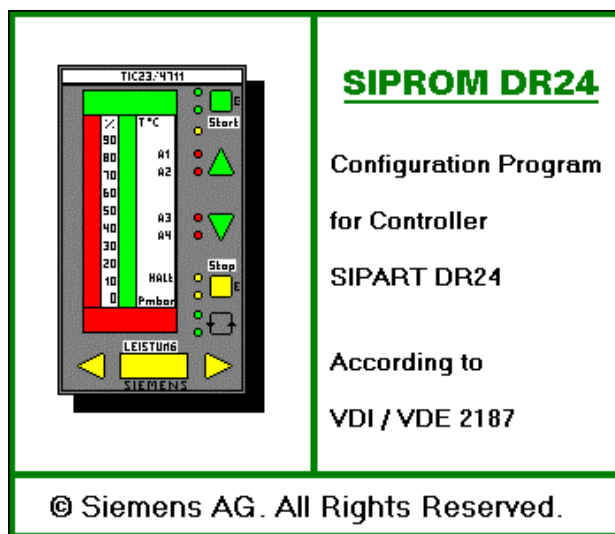 TIC23/4711
% T°C
90
80 A1
70 A2
60
50
40 A3
30 A4
20
10 HALt
0 Pmbar
E
Start
Stop
E
LEISTUNG
SIEMENS
SIPROM DR24
Configuration Program
for Controller
SIPART DR24
According to
VDI / VDE 2187
© Siemens AG. All Rights Reserved.